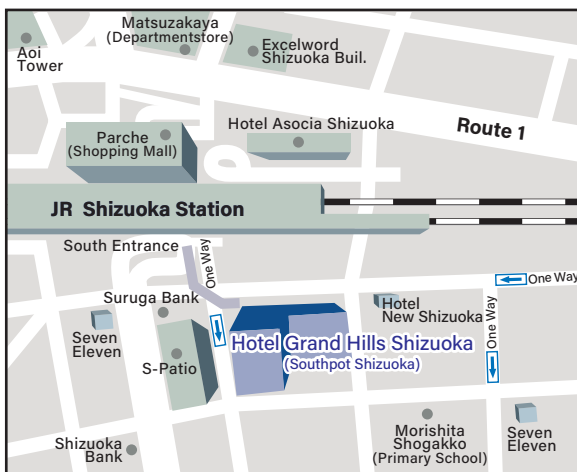 Matsuzakaya
(Departmentstore)
Aoi
Tower
Excelword
Shizuoka Buil.
Route 1
Hotel Asocia Shizuoka
Parche
(Shopping Mall)
JR Shizuoka Station
South Entrance
One Way
One Way
Suruga Bank
Hotel
New Shizuoka
Seven
Eleven
One Way
Hotel Grand Hills Shizuoka
(Southpot Shizuoka)
S-Patio
Shizuoka
Bank
Morishita
Shogakko
(Primary School)
Seven
Eleven